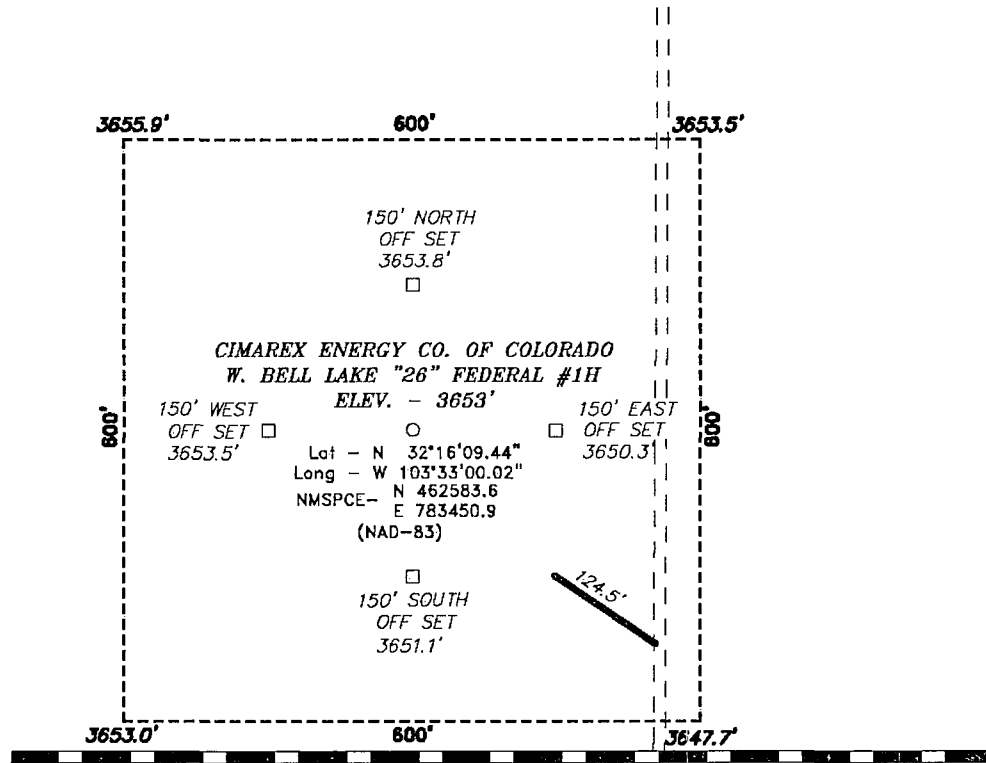 3655.9' 600' 3653.5'
150' NORTH
OFF SET
3653.8'
CIMAREX ENERGY CO. OF COLORADO
W. BELL LAKE "26" FEDERAL #1H
ELEV. - 3653'
150' WEST
OFF SET
3653.5'
150' EAST
OFF SET
3650.3'
600'
600'
Lat - N 32°16'09.44"
Long - W 103°33'00.02"
NMSPCE- N 462583.6
E 783450.9
(NAD-83)
150' SOUTH
OFF SET
3651.1'
124.5'
3653.0' 600' 3647.7'